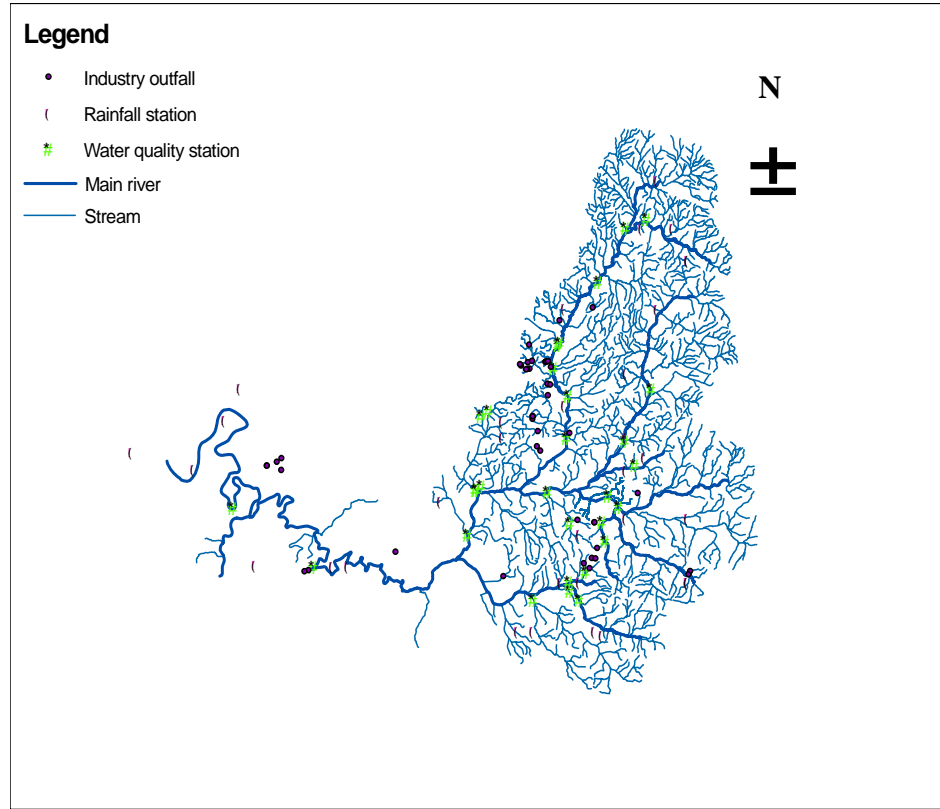 Legend
Industry outfall
Rainfall station
Water quality station
Main river
Stream
N